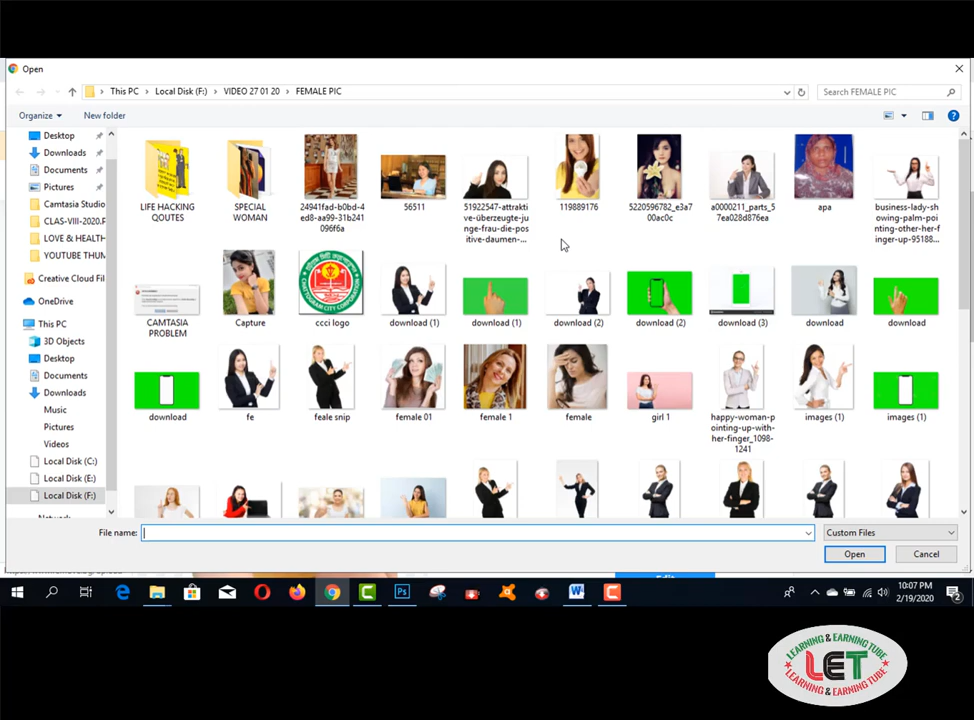 Open
This PC > Local Disk (F:) > VIDEO 27 01 20 > FEMALE PIC
Search FEMALE PIC
Organize
New folder
Desktop
Downloads
Documents
Pictures
Camtasia Studio
CLAS-VIII-2020.P
LOVE & HEALTH
YOUTUBE THUM
Creative Cloud Fil
OneDrive
This PC
3D Objects
Desktop
Documents
Downloads
Music
Pictures
Videos
Local Disk (C:)
Local Disk (E:)
Local Disk (F:)
LIFE HACKING
QOUTES
SPECIAL
WOMAN
24941fad-b0bd-4
ed8-aa99-31b241
096f6a
56511
51922547-attrakti
ve-überzeugte-ju
nge-frau-die-pos
itive-daumen-...
119889176
5220596782_e3a7
00ac0c
a0000211_parts_5
7ea028d876ea
apa
business-lady-sh
owing-palm-poi
nting-other-her-f
inger-up-95188...
CAMTASIA
PROBLEM
Capture
ccci logo
download (1)
download (1)
download (2)
download (2)
download (3)
download
download
download
fe
feale snip
female 01
female 1
female
girl 1
happy-woman-p
ointing-up-with-
her-finger_1098-
1241
images (1)
images (1)
File name:
Custom Files
Open
Cancel
10:07 PM
2/19/2020
2
LEARNING & EARNING TUBE
LET
LEARNING & EARNING TUBE